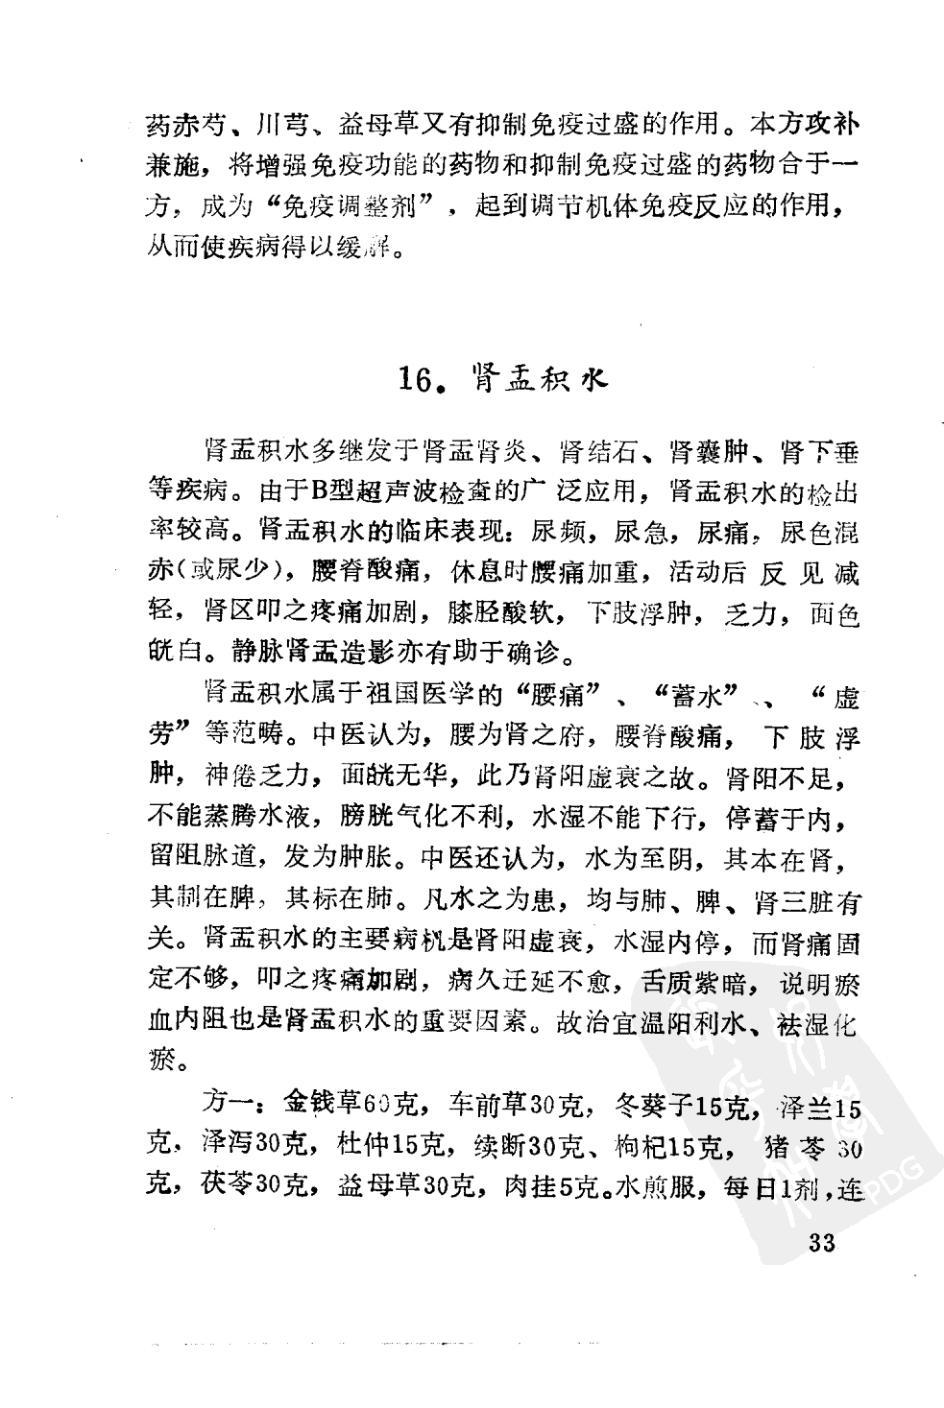 药赤芍、川芎、益母草又有抑制免疫过盛的作用。本方攻补
兼施，将增强免疫功能的药物和抑制免疫过盛的药物合于一
方，成为“免疫调整剂”，起到调节机体免疫反应的作用，
从而使疾病得以缓解。
16．肾盂积水
肾盂积水多继发于肾盂肾炎、肾结石、肾囊肿、肾下垂
等疾病。由于B型超声波检查的广泛应用，肾盂积水的检出
率较高。肾盂积水的临床表现：尿频，尿急，尿痛，尿色混
赤（或尿少），腰脊酸痛，休息时腰痛加重，活动后反见减
轻，肾区叩之疼痛加剧，膝胫酸软，下肢浮肿，乏力，面色
㿠白。静脉肾盂造影亦有助于确诊。
肾盂积水属于祖国医学的“腰痛”、“蓄水”、、“虚
劳”等范畴。中医认为，腰为肾之府，腰脊酸痛，下肢浮
肿，神倦乏力，面㿠无华，此乃肾阳虚衰之故。肾阳不足，
不能蒸腾水液，膀胱气化不利，水湿不能下行，停蓄于内，
留阻脉道，发为肿胀。中医还认为，水为至阴，其本在肾，
其制在脾，其标在肺。凡水之为患，均与肺、脾、肾三脏有
关。肾盂积水的主要病机是肾阳虚衰，水湿内停，而肾痛固
定不够，叩之疼痛加剧，病久迁延不愈，舌质紫暗，说明瘀
血内阻也是肾盂积水的重要因素。故治宜温阳利水、祛湿化
瘀。
方一：金钱草60克，车前草30克，冬葵子15克，泽兰15
克，泽泻30克，杜仲15克，续断30克、枸杞15克，猪苓30
克，茯苓30克，益母草30克，肉挂5克。水煎服，每日1剂，连
33
PDG